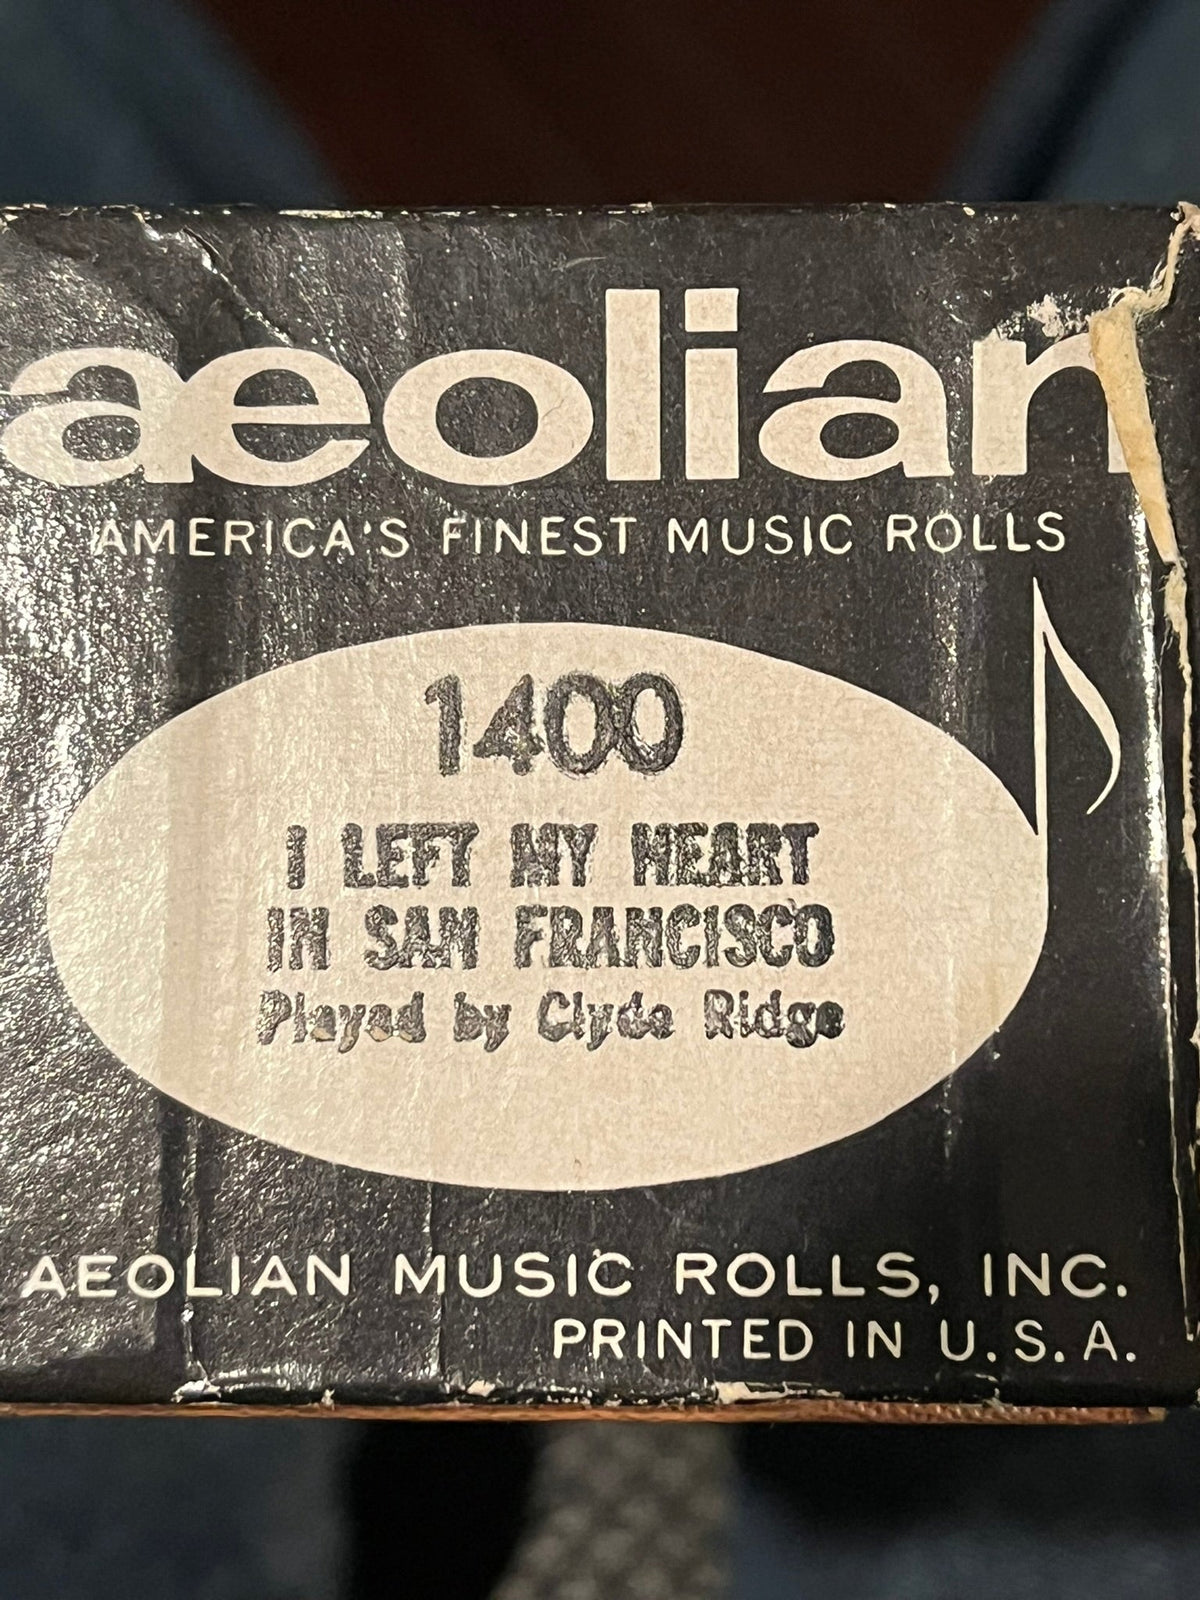 aeolian
AMERICA'S FINEST MUSIC ROLLS
1400
I LEFT MY HEART
IN SAN FRANCISCO
Played by Clyde Ridge
AEOLIAN MUSIC ROLLS, INC.
PRINTED IN U.S.A.